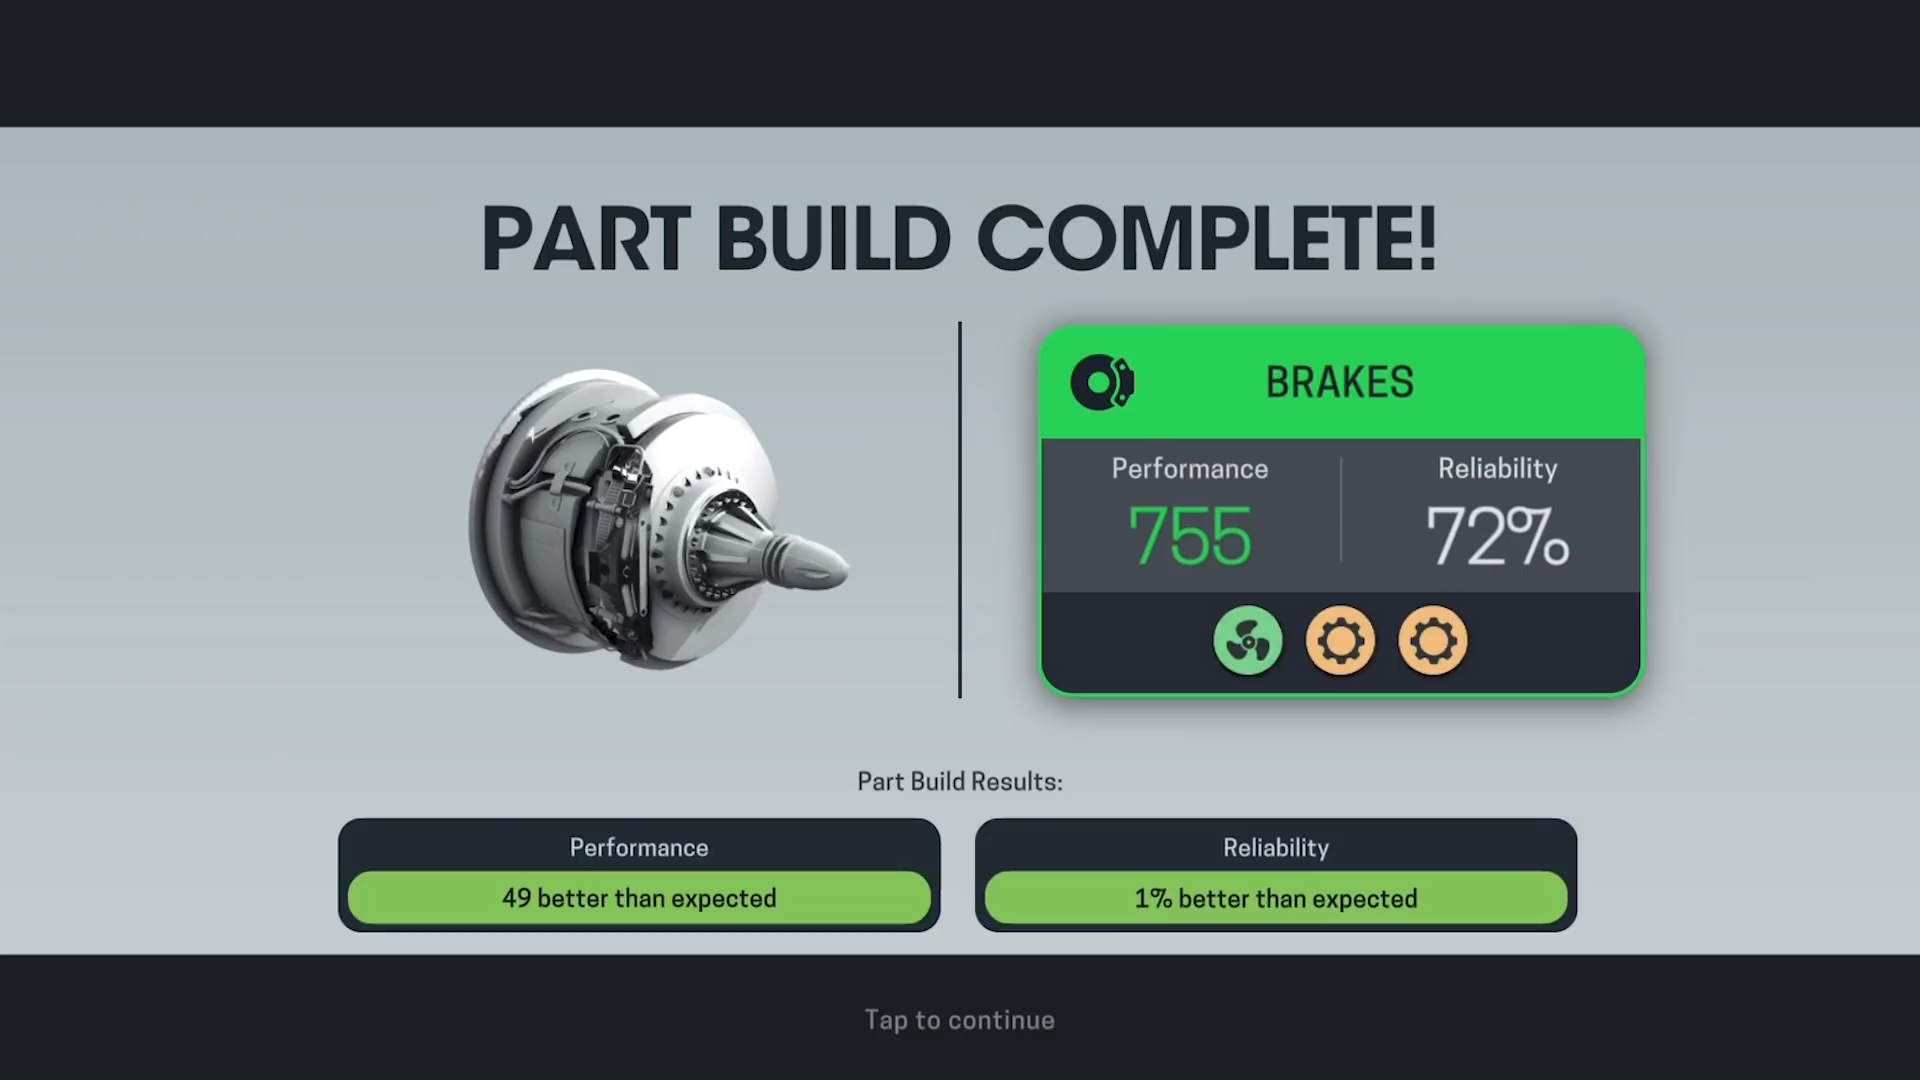 PART BUILD COMPLETE!
BRAKES
Performance
Reliability
755
72%
Part Build Results:
Performance
49 better than expected
Reliability
1% better than expected
Tap to continue